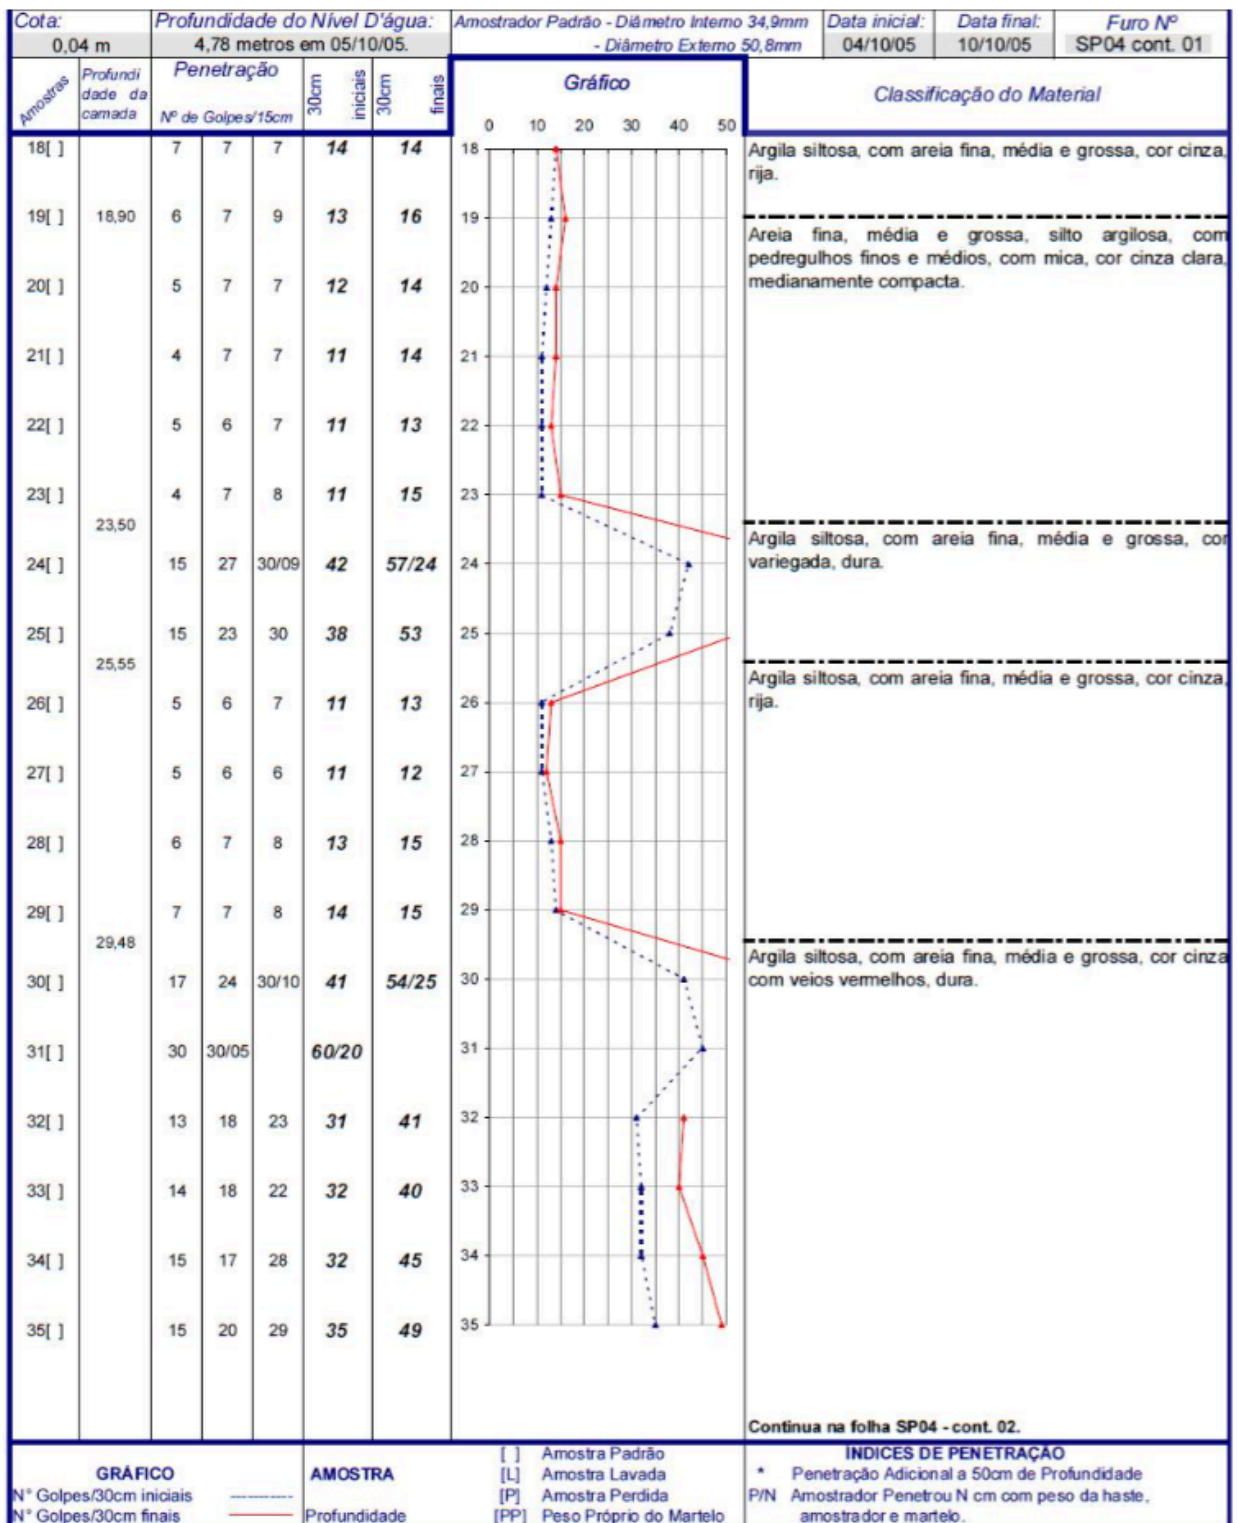 Cota: Profundidade do Nível D'água: Amostrador Padrão - Diâmetro Interno 34,9mm Data inicial: Data final: Furo Nº
0,04 m 4,78 metros em 05/10/05. - Diâmetro Externo 50,8mm 04/10/05 10/10/05 SP04 cont. 01
Amostras Profundi dade da camada Penetração Nº de Golpes/15cm 30cm iniciais 30cm finais Gráfico Classificação do Material
0 10 20 30 40 50
18[ ] 7 7 7 14 14 18 Argila siltosa, com areia fina, média e grossa, cor cinza,
rija.
19[ ] 18,90 6 7 9 13 16 19
Areia fina, média e grossa, silto argilosa, com
pedregulhos finos e médios, com mica, cor cinza clara,
20[ ] 5 7 7 12 14 20 medianamente compacta.
21[ ] 4 7 7 11 14 21
22[ ] 5 6 7 11 13 22
23[ ] 4 7 8 11 15 23
23,50
Argila siltosa, com areia fina, média e grossa, cor
24[ ] 15 27 30/09 42 57/24 24 variegada, dura.
25[ ] 15 23 30 38 53 25
25,55
Argila siltosa, com areia fina, média e grossa, cor cinza,
26[ ] 5 6 7 11 13 26 rija.
27[ ] 5 6 6 11 12 27
28[ ] 6 7 8 13 15 28
29[ ] 7 7 8 14 15 29
29,48
Argila siltosa, com areia fina, média e grossa, cor cinza
30[ ] 17 24 30/10 41 54/25 30 com veios vermelhos, dura.
31[ ] 30 30/05 60/20 31
32[ ] 13 18 23 31 41 32
33[ ] 14 18 22 32 40 33
34[ ] 15 17 28 32 45 34
35[ ] 15 20 29 35 49 35
Continua na folha SP04 - cont. 02.
[ ] Amostra Padrão ÍNDICES DE PENETRAÇÃO
GRÁFICO AMOSTRA [L] Amostra Lavada * Penetração Adicional a 50cm de Profundidade
N° Golpes/30cm iniciais [P] Amostra Perdida P/N Amostrador Penetrou N cm com peso da haste,
N° Golpes/30cm finais Profundidade [PP] Peso Próprio do Martelo amostrador e martelo.